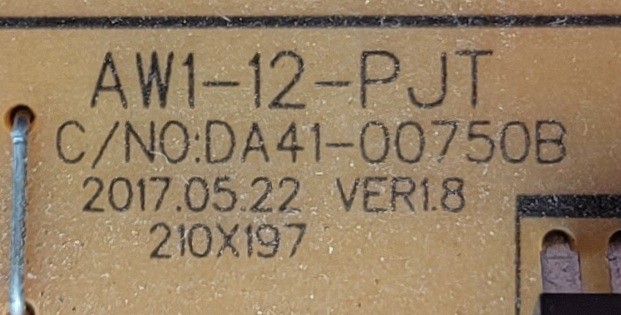 AW1-12-PJT
C/NO:DA41-00750B
2017.05.22 VER1.8
210X197